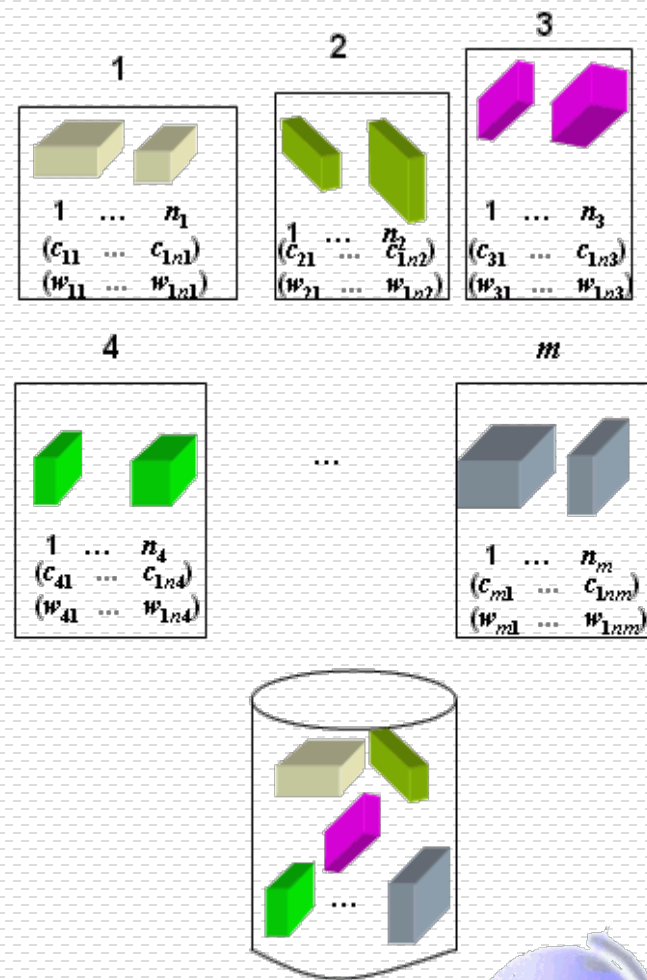 1
1 ... n1
(c11 ... c1n1)
(w11 ... w1n1)
2
1 ... n2
(c21 ... c1n2)
(w21 ... w1n2)
3
1 ... n3
(c31 ... c1n3)
(w31 ... w1n3)
4
1 ... n4
(c41 ... c1n4)
(w41 ... w1n4)
...
m
1 ... nm
(cm1 ... c1nm)
(wm1 ... w1nm)
...